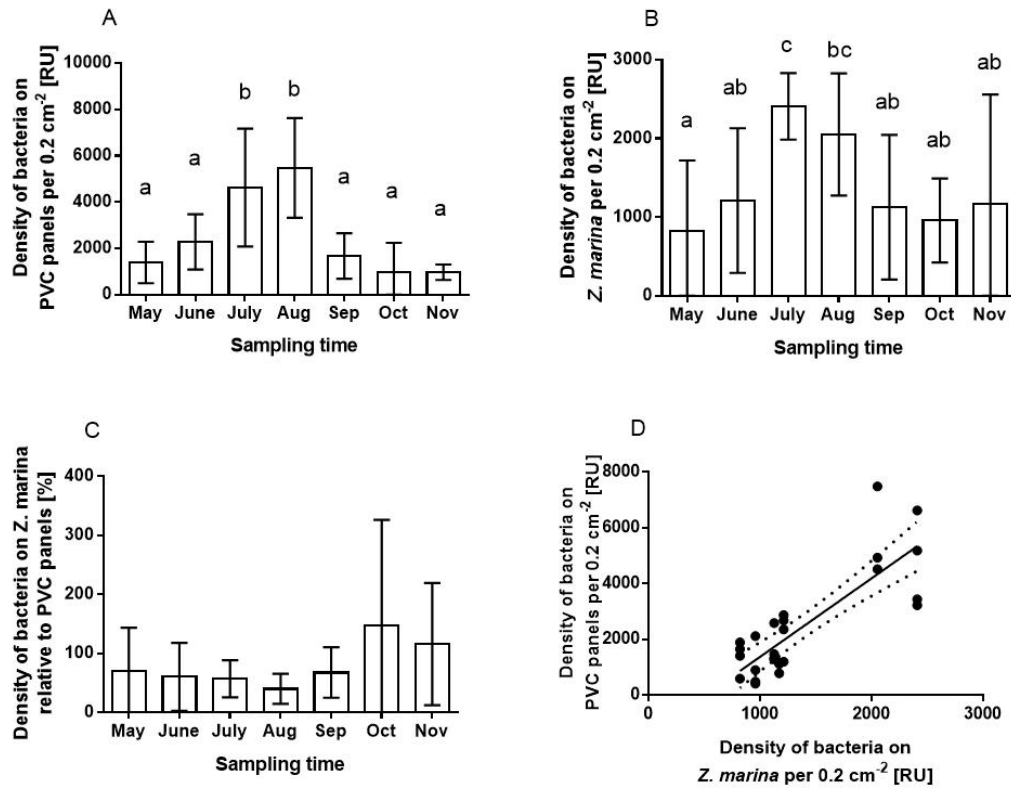 A
Density of bacteria on
PVC panels per 0.2 cm⁻² [RU]
10000
8000
6000
4000
2000
0
a
a
b
b
a
a
a
May June July Aug Sep Oct Nov
Sampling time
B
Density of bacteria on
Z. marina per 0.2 cm⁻² [RU]
3000
2000
1000
0
a
ab
c
bc
ab
ab
ab
May June July Aug Sep Oct Nov
Sampling time
C
Density of bacteria on Z. marina
relative to PVC panels [%]
400
300
200
100
0
May June July Aug Sep Oct Nov
Sampling time
D
Density of bacteria on
PVC panels per 0.2 cm⁻² [RU]
8000
6000
4000
2000
0
0 1000 2000 3000
Density of bacteria on
Z. marina per 0.2 cm⁻² [RU]